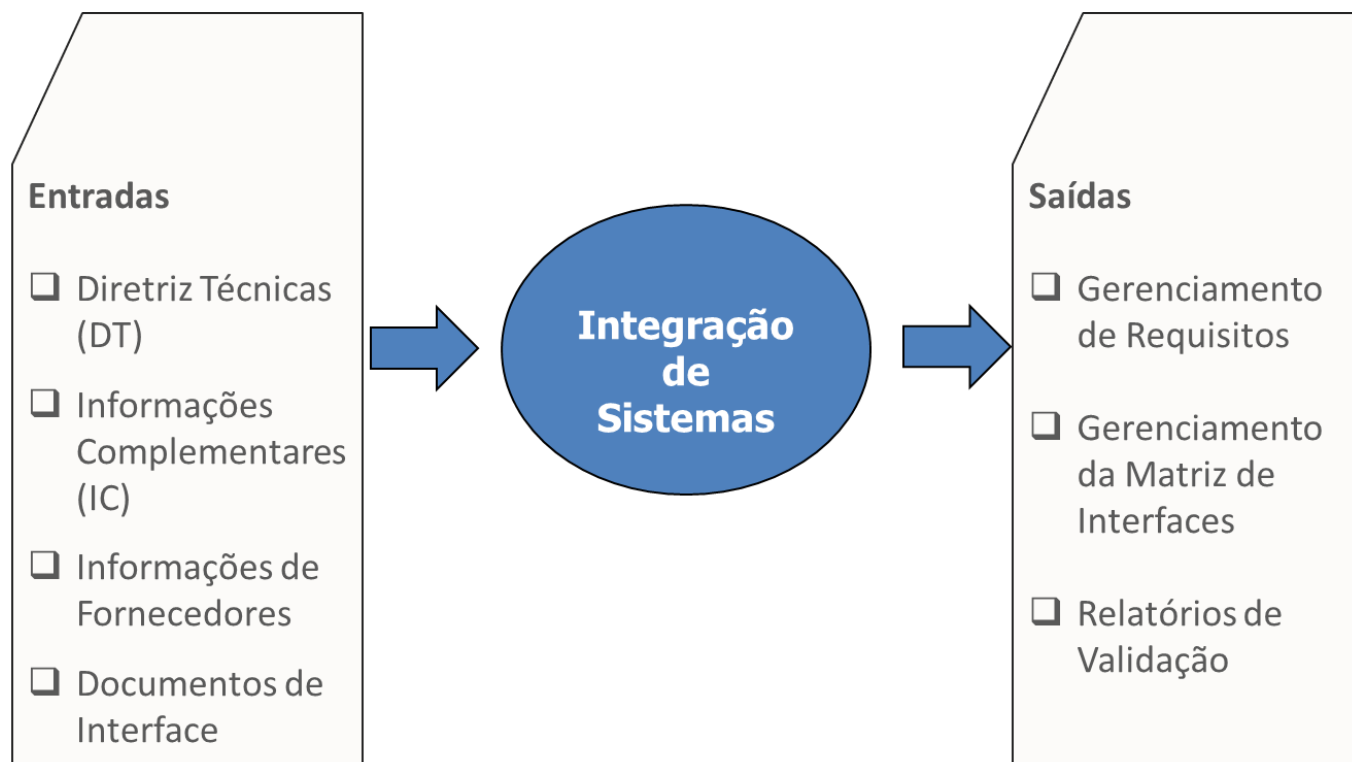 Entradas
Diretriz Técnicas
(DT)
Informações
Complementares
(IC)
Informações de
Fornecedores
Documentos de
Interface
Integração
de
Sistemas
Saídas
Gerenciamento
de Requisitos
Gerenciamento
da Matriz de
Interfaces
Relatórios de
Validação